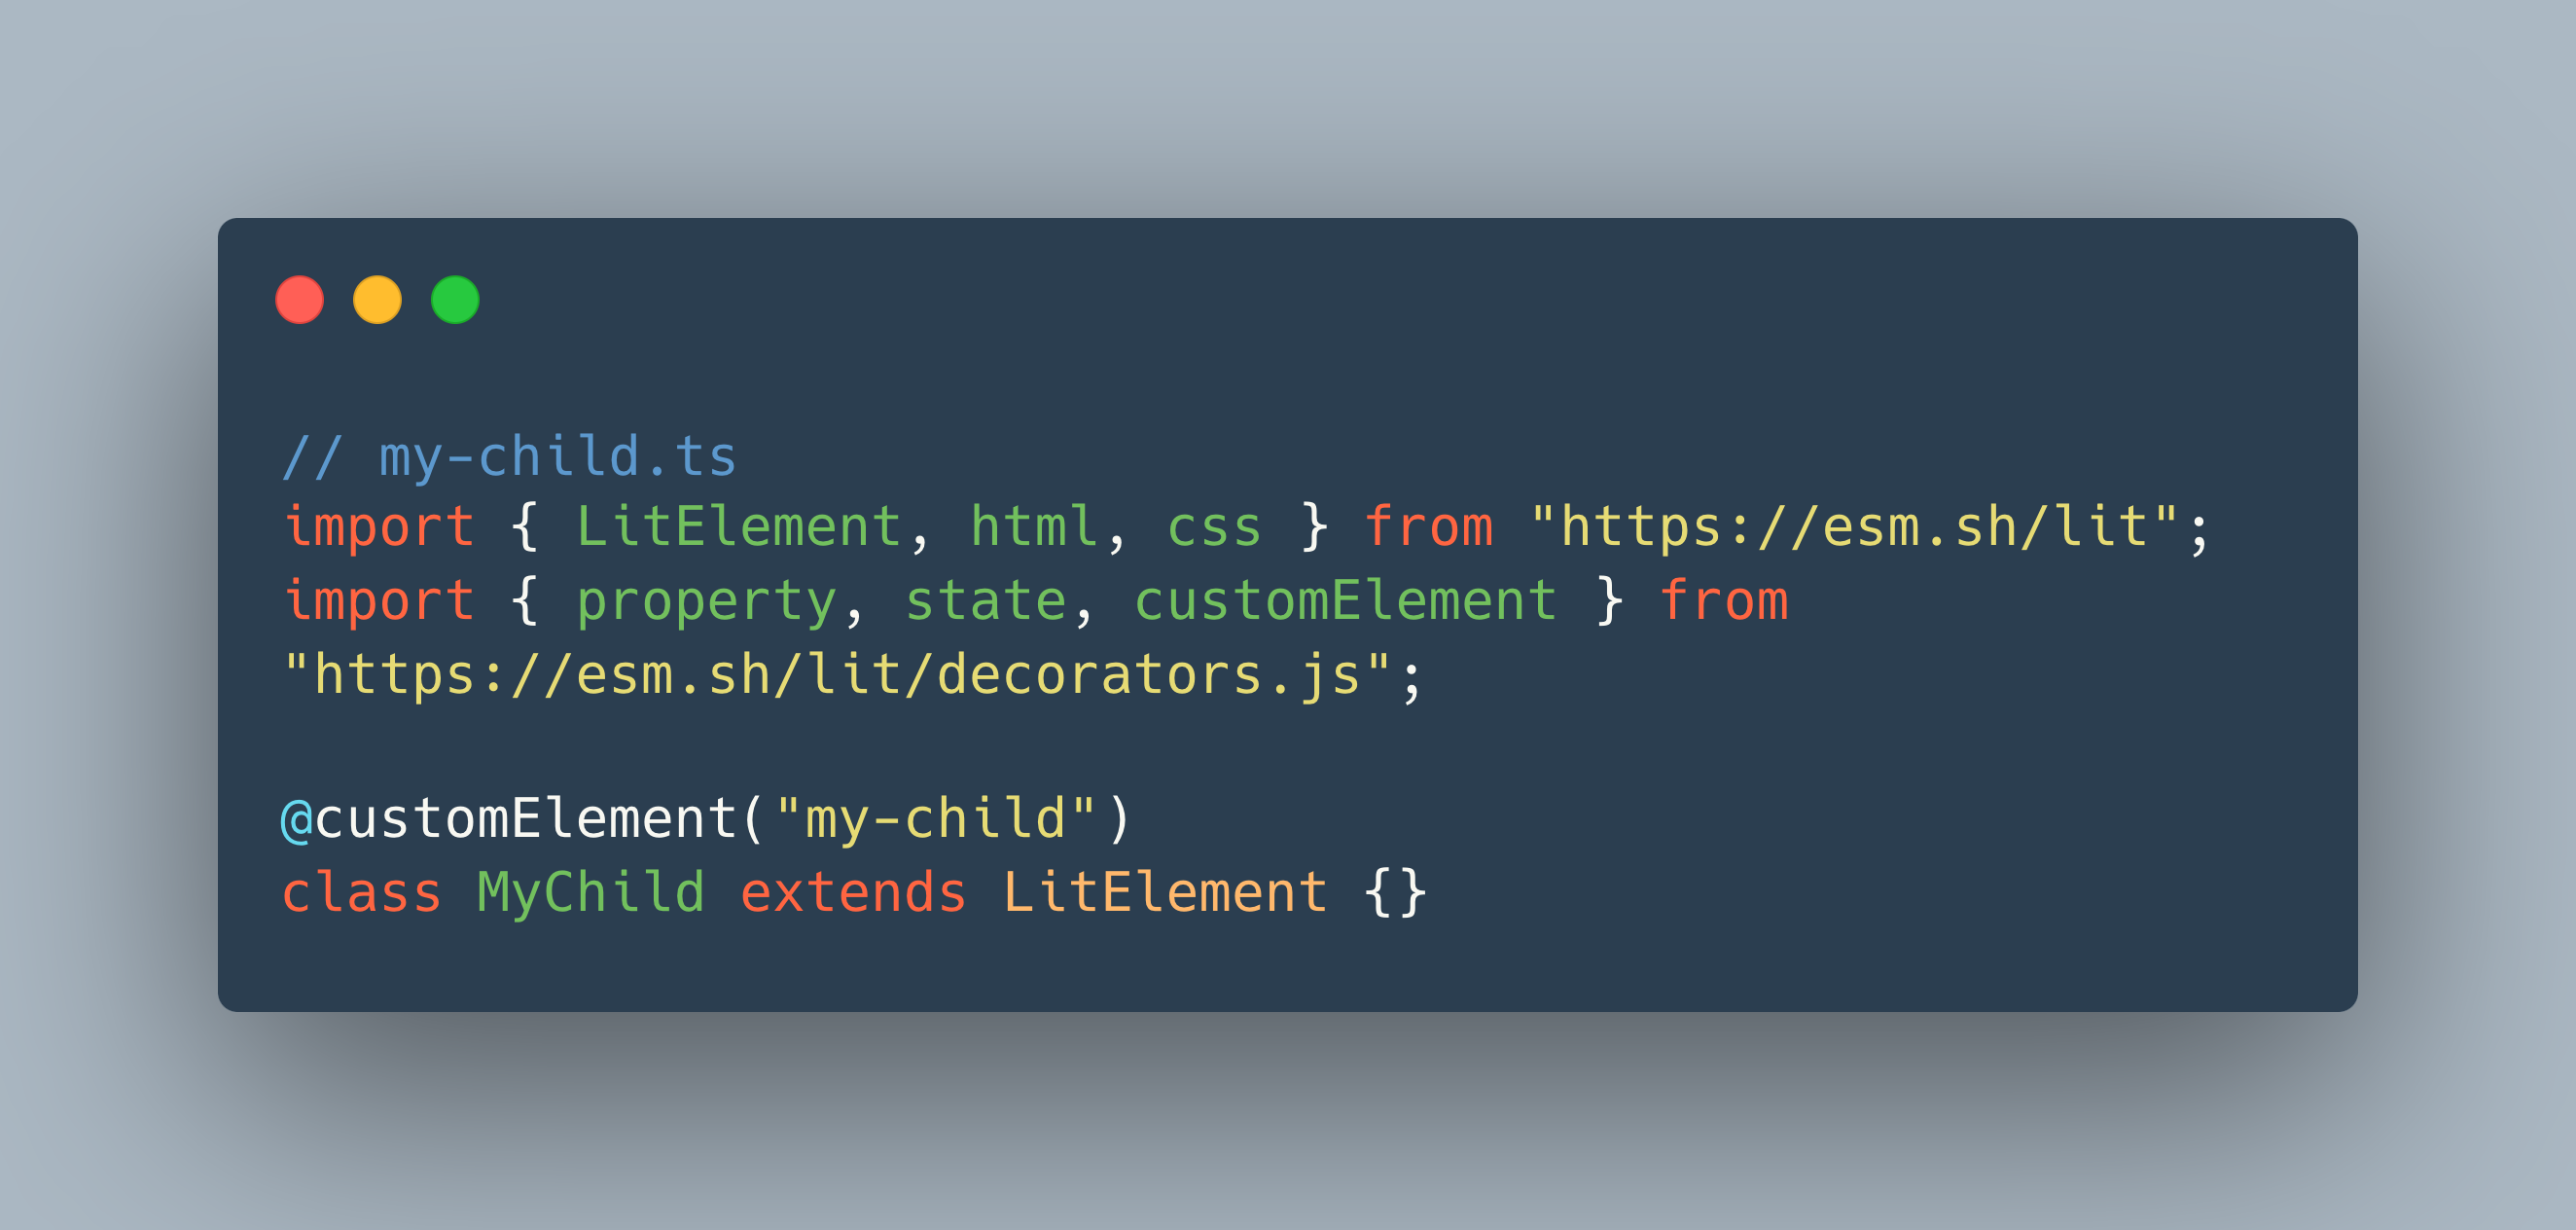 // my-child.ts
import { LitElement, html, css } from "https://esm.sh/lit";
import { property, state, customElement } from
"https://esm.sh/lit/decorators.js";
@customElement("my-child")
class MyChild extends LitElement {}